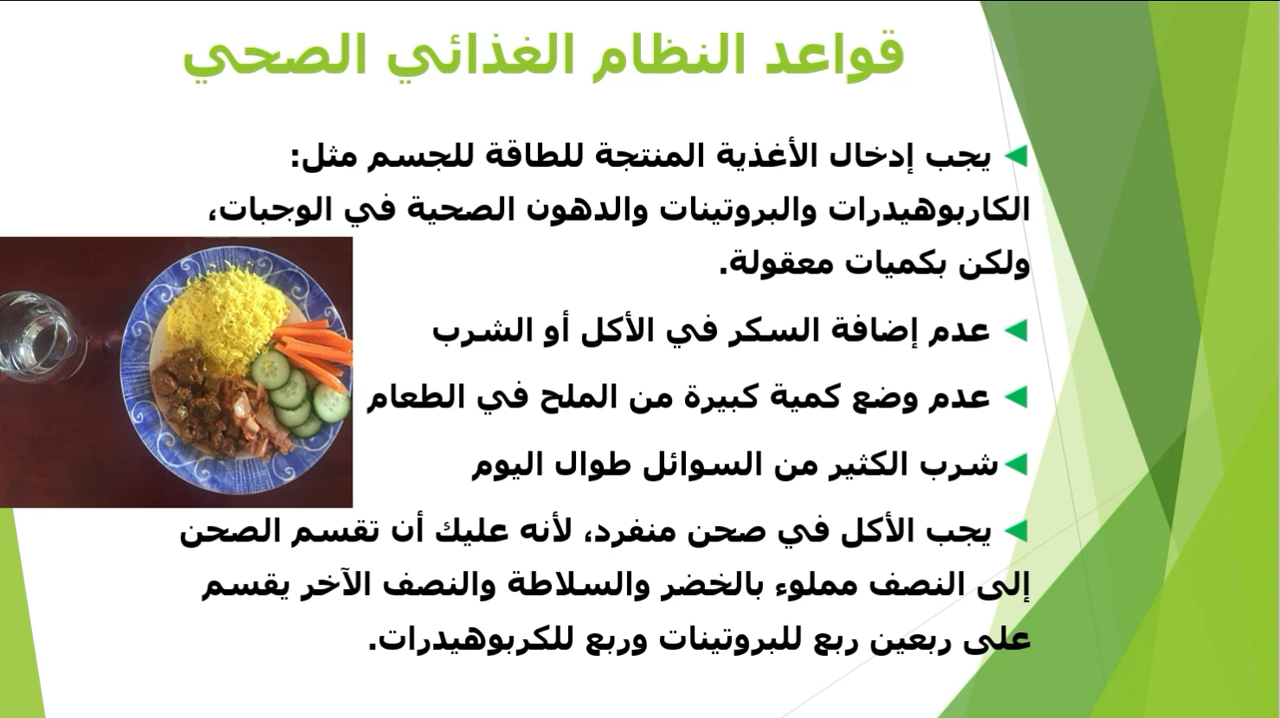 قواعد النظام الغذائي الصحي
يجب إدخال الأغذية المنتجة للطاقة للجسم مثل:
الكاربوهيدرات والبروتينات والدهون الصحية في الوجبات،
ولكن بكميات معقولة.
عدم إضافة السكر في الأكل أو الشرب
عدم وضع كمية كبيرة من الملح في الطعام
شرب الكثير من السوائل طوال اليوم
يجب الأكل في صحن منفرد، لأنه عليك أن تقسم الصحن
إلى النصف مملوء بالخضر والسلاطة والنصف الآخر يقسم
على ربعين ربع للبروتينات وربع للكربوهيدرات.